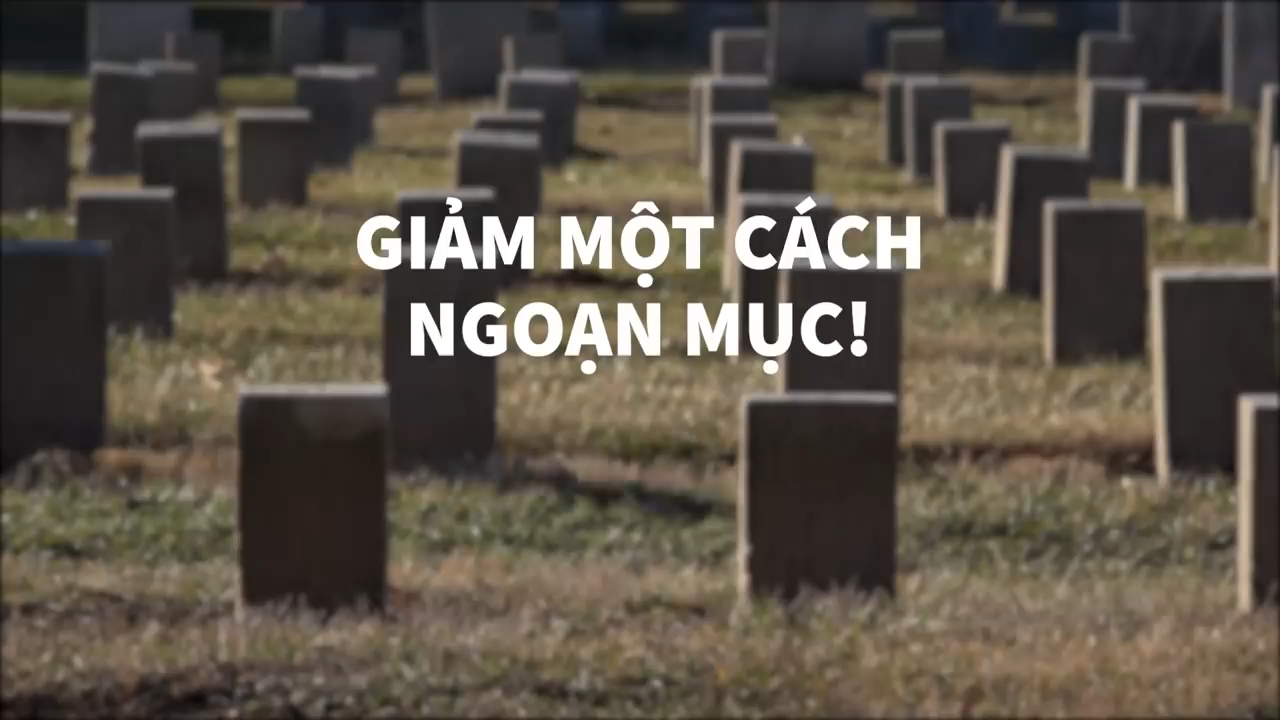 GIẢM MỘT CÁCH
NGOẠN MỤC!